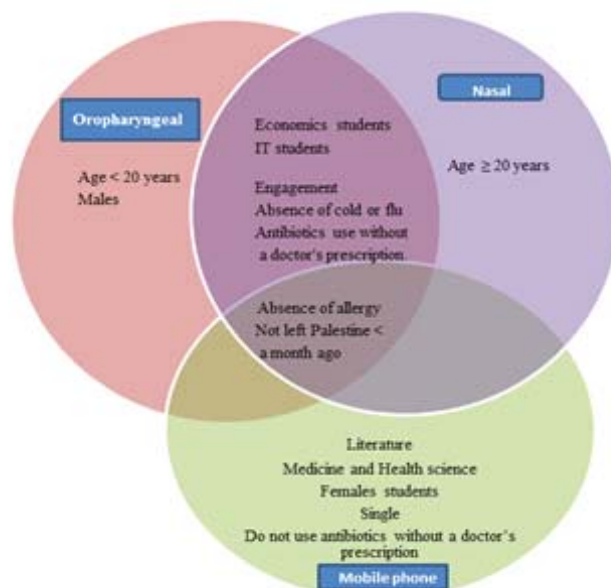 Nasal
Oropharyngeal
Economics students
IT students
Age < 20 years
Males
Age ≥ 20 years
Engagement
Absence of cold or flu
Antibiotics use without
a doctor's prescription
Absence of allergy
Not left Palestine <
a month ago
Literature
Medicine and Health science
Females students
Single
Do not use antibiotics without a doctor's
prescription
Mobile phone